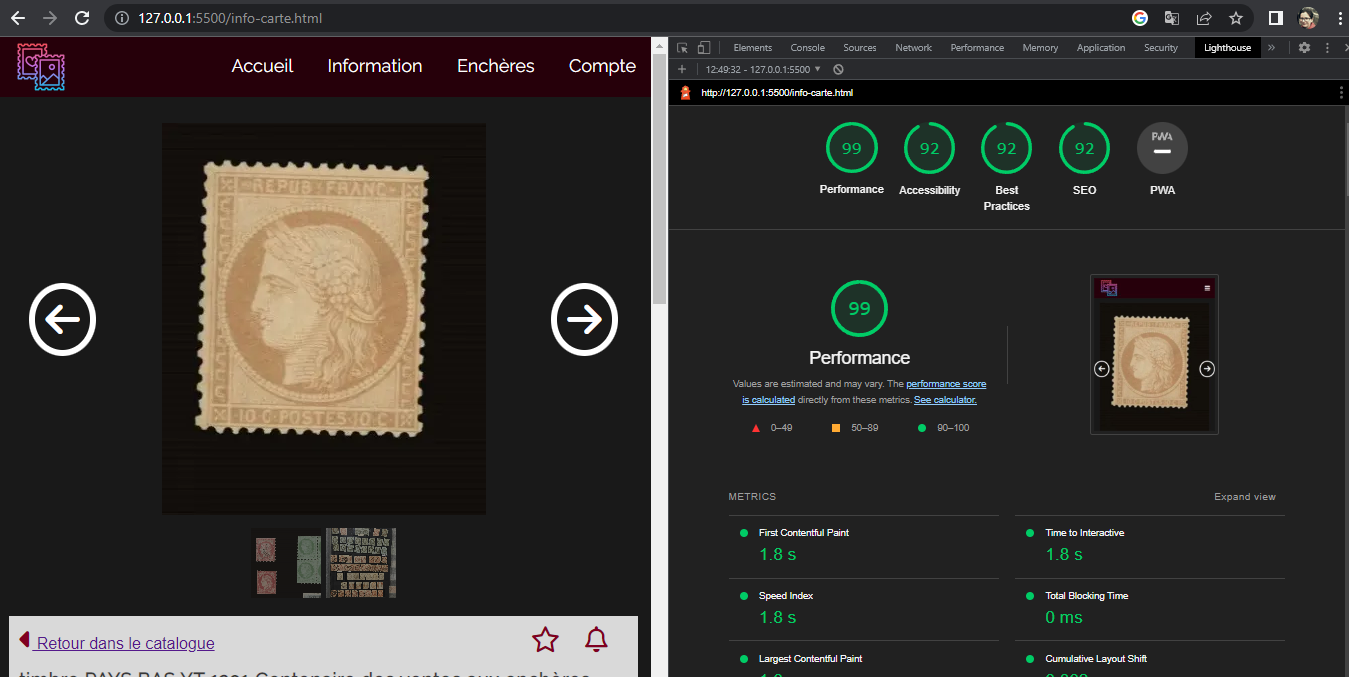 127.0.0.1:5500/info-carte.html
Accueil Information Enchères Compte
REPUB·FRANC·
10·C·POSTES·10·C·
Retour dans le catalogue
timbre PAYS BAS YT 1991 Centenaire des ventes aux enchères
Elements Console Sources Network Performance Memory Application Security Lighthouse »
12:49:32 - 127.0.0.1:5500
http://127.0.0.1:5500/info-carte.html
99 92 92 92 PWA
Performance Accessibility Best Practices SEO PWA
99
Performance
Values are estimated and may vary. The performance score
is calculated directly from these metrics. See calculator.
0–49 50–89 90–100
METRICS Expand view
First Contentful Paint Time to Interactive
1.8 s 1.8 s
Speed Index Total Blocking Time
1.8 s 0 ms
Largest Contentful Paint Cumulative Layout Shift